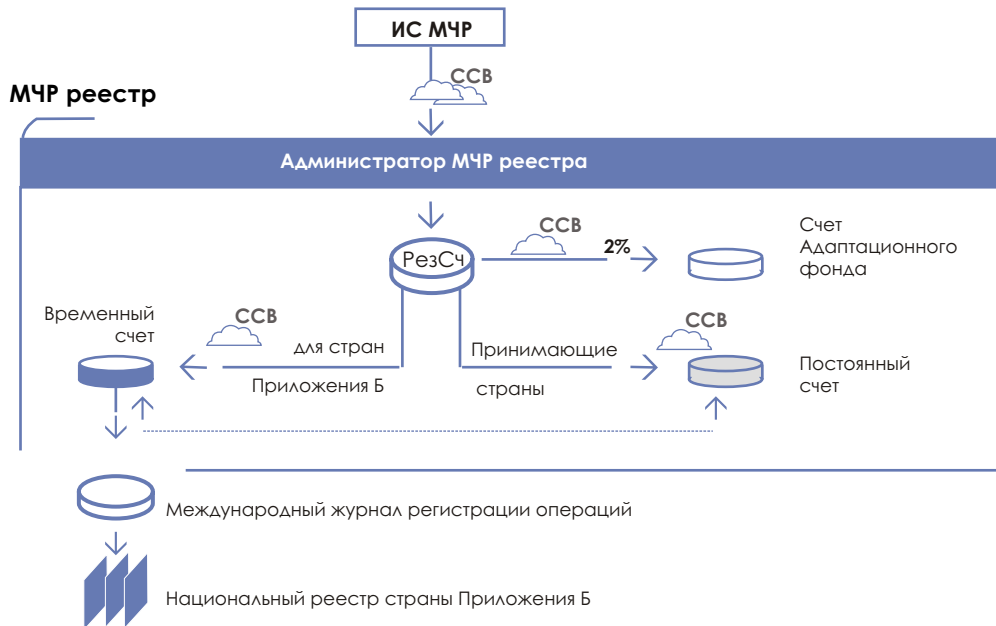 ИС МЧР
ССВ
МЧР реестр
Администратор МЧР реестра
ССВ
2%
Счет
Адаптационного
фонда
РезСч
Временный
счет
ССВ
для стран
Приложения Б
Принимающие
страны
ССВ
Постоянный
счет
Международный журнал регистрации операций
Национальный реестр страны Приложения Б